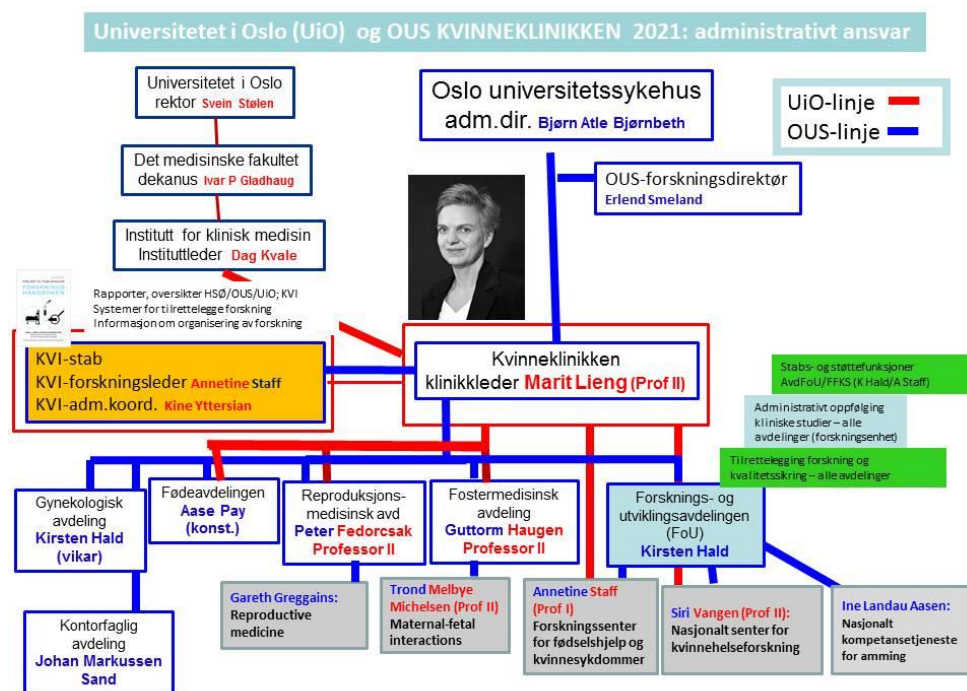 Universitetet i Oslo (UiO) og OUS KVINNEKLINIKKEN 2021: administrativt ansvar
Universitetet i Oslo
rektor Svein Stølen
Det medisinske fakultet
dekanus Ivar P Gladhaug
Institutt for klinisk medisin
Instituttleder Dag Kvale
Oslo universitetssykehus
adm.dir. Bjørn Atle Bjørnbeth
UiO-linje
OUS-linje
OUS-forskningsdirektør
Erlend Smeland
FORSKNINGS-
HÅNDBOKEN
Rapporter, oversikter HSØ/OUS/UiO; KVI
Systemer for tilrettelegge forskning
Informasjon om organisering av forskning
KVI-stab
KVI-forskningsleder Annetine Staff
KVI-adm.koord. Kine Yttersian
Kvinneklinikken
klinikkleder Marit Lieng (Prof II)
Stabs- og støttefunksjoner
AvdFoU/FFKS (K Hald/A Staff)
Administrativt oppfølging
kliniske studier – alle
avdelinger (forskningsenhet)
Tilrettelegging forskning og
kvalitetssikring – alle avdelinger
Gynekologisk
avdeling
Kirsten Hald
(vikar)
Fødeavdelingen
Aase Pay
(konst.)
Reproduksjons-
medisinsk avd
Peter Fedorcsak
Professor II
Fostermedisinsk
avdeling
Guttorm Haugen
Professor II
Forsknings- og
utviklingsavdelingen
(FoU)
Kirsten Hald
Kontorfaglig
avdeling
Johan Markussen
Sand
Gareth Greggains:
Reproductive
medicine
Trond Melbye
Michelsen (Prof II)
Maternal-fetal
interactions
Annetine Staff
(Prof I)
Forskningssenter
for fødselshjelp og
kvinnesykdommer
Siri Vangen (Prof II):
Nasjonalt senter for
kvinnehelseforskning
Ine Landau Aasen:
Nasjonalt
kompetansetjeneste
for amming